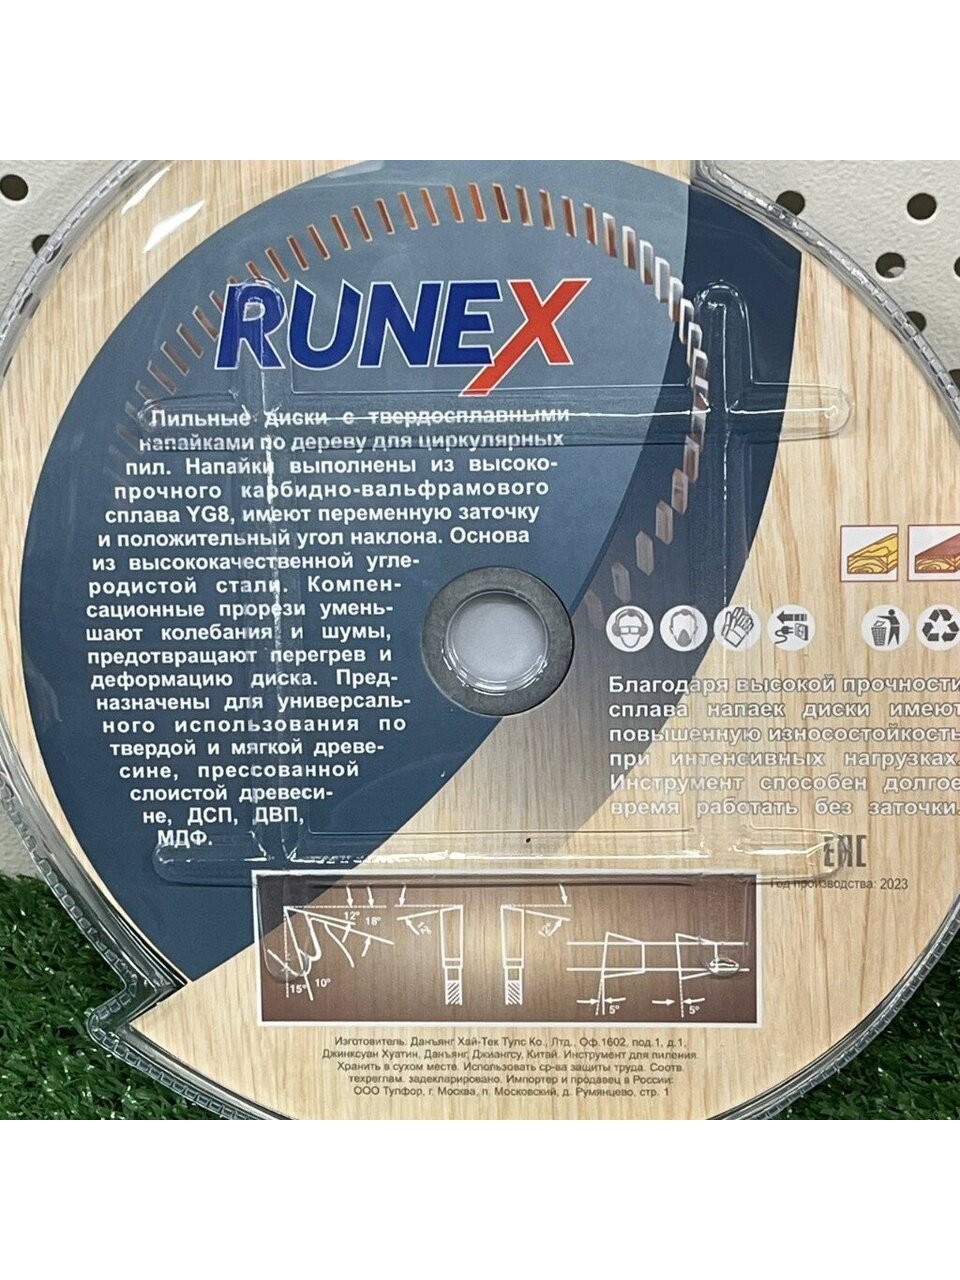 RUNEX
Пильные диски с твердосплавными
напайками по дереву для циркулярных
пил. Напайки выполнены из высоко-
прочного карбидно-вальфрамового
сплава YG8, имеют переменную заточку
и положительный угол наклона. Основа
из высококачественной угле-
родистой стали. Компен-
сационные прорези умень-
шают колебания и шумы,
предотвращают перегрев и
деформацию диска. Пред-
назначены для универсаль-
ного использования по
твердой и мягкой древе-
сине, прессованной
слоистой древеси-
не, ДСП, ДВП,
МДФ.
Благодаря высокой прочности
сплава напаек диски имеют
повышенную износостойкость
при интенсивных нагрузках.
Инструмент способен долгое
время работать без заточки.
ЕАС
Год производства: 2023
12° 18°
15° 10°
5° 5°
Изготовитель: Данъянг Хай-Тек Тулс Ко., Лтд., Оф.1602, под.1, д.1,
Джинксуан Хуатин, Данъянг, Джиангсу, Китай. Инструмент для пиления.
Хранить в сухом месте. Использовать ср-ва защиты труда. Соотв.
техреглам. задекларировано. Импортер и продавец в России:
ООО Тулфор, г. Москва, п. Московский, д. Румянцево, стр. 1